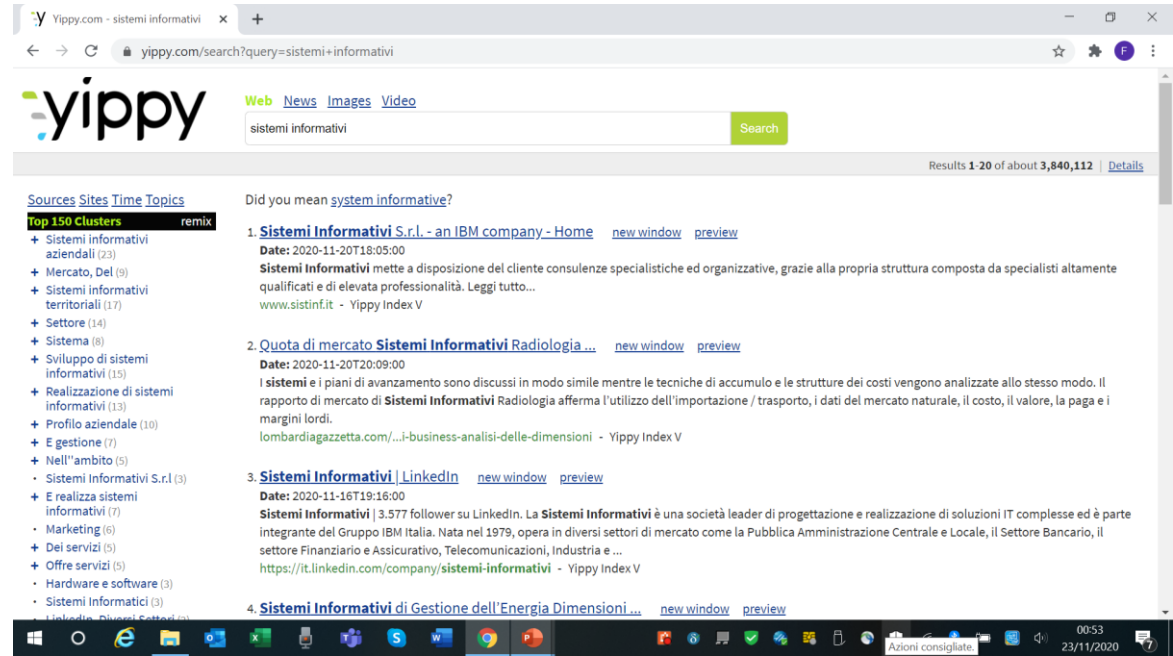 Yippy.com - sistemi informativi
yippy.com/search?query=sistemi+informativi
F
yippy
Web News Images Video
sistemi informativi
Search
Results 1-20 of about 3,840,112 | Details
Sources Sites Time Topics
Top 150 Clusters remix
+ Sistemi informativi
aziendali (23)
+ Mercato, Del (9)
+ Sistemi informativi
territoriali (17)
+ Settore (14)
+ Sistema (8)
+ Sviluppo di sistemi
informativi (15)
+ Realizzazione di sistemi
informativi (13)
+ Profilo aziendale (10)
+ E gestione (7)
+ Nell''ambito (5)
• Sistemi Informativi S.r.l (3)
+ E realizza sistemi
informativi (7)
• Marketing (6)
+ Dei servizi (5)
+ Offre servizi (5)
• Hardware e software (3)
• Sistemi Informatici (3)
• LinkedIn, Diversi Settori
Did you mean system informative?
1. Sistemi Informativi S.r.l. - an IBM company - Home new window preview
Date: 2020-11-20T18:05:00
Sistemi Informativi mette a disposizione del cliente consulenze specialistiche ed organizzative, grazie alla propria struttura composta da specialisti altamente
qualificati e di elevata professionalità. Leggi tutto...
www.sistinf.it - Yippy Index V
2. Quota di mercato Sistemi Informativi Radiologia ... new window preview
Date: 2020-11-20T20:09:00
I sistemi e i piani di avanzamento sono discussi in modo simile mentre le tecniche di accumulo e le strutture dei costi vengono analizzate allo stesso modo. Il
rapporto di mercato di Sistemi Informativi Radiologia afferma l'utilizzo dell'importazione / trasporto, i dati del mercato naturale, il costo, il valore, la paga e i
margini lordi.
lombardiagazzetta.com/...i-business-analisi-delle-dimensioni - Yippy Index V
3. Sistemi Informativi | LinkedIn new window preview
Date: 2020-11-16T19:16:00
Sistemi Informativi | 3.577 follower su LinkedIn. La Sistemi Informativi è una società leader di progettazione e realizzazione di soluzioni IT complesse ed è parte
integrante del Gruppo IBM Italia. Nata nel 1979, opera in diversi settori di mercato come la Pubblica Amministrazione Centrale e Locale, il Settore Bancario, il
settore Finanziario e Assicurativo, Telecomunicazioni, Industria e ...
https://it.linkedin.com/company/sistemi-informativi - Yippy Index V
4. Sistemi Informativi di Gestione dell'Energia Dimensioni ... new window preview
Azioni consigliate.
00:53
23/11/2020
7